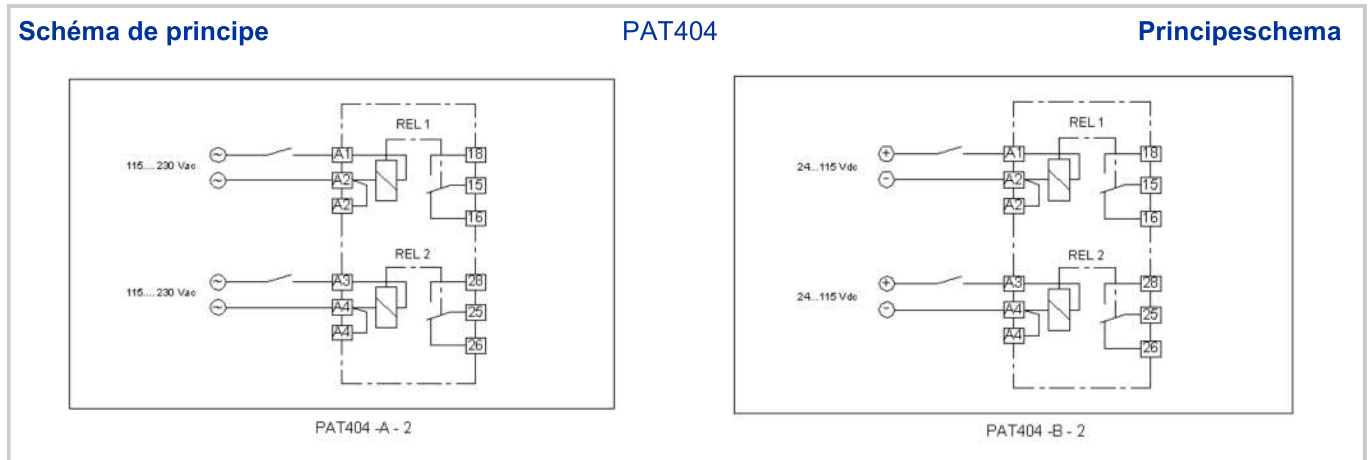 Schéma de principe
PAT404
Principeschema
REL 1
115....230 Vac
~
~
A1
A2
A2
18
15
16
REL 2
115....230 Vac
~
~
A3
A4
A4
28
25
26
PAT404 -A - 2
REL 1
24...115 Vdc
+
-
A1
A2
A2
18
15
16
REL 2
24...115 Vdc
+
-
A3
A4
A4
28
25
26
PAT404 -B - 2